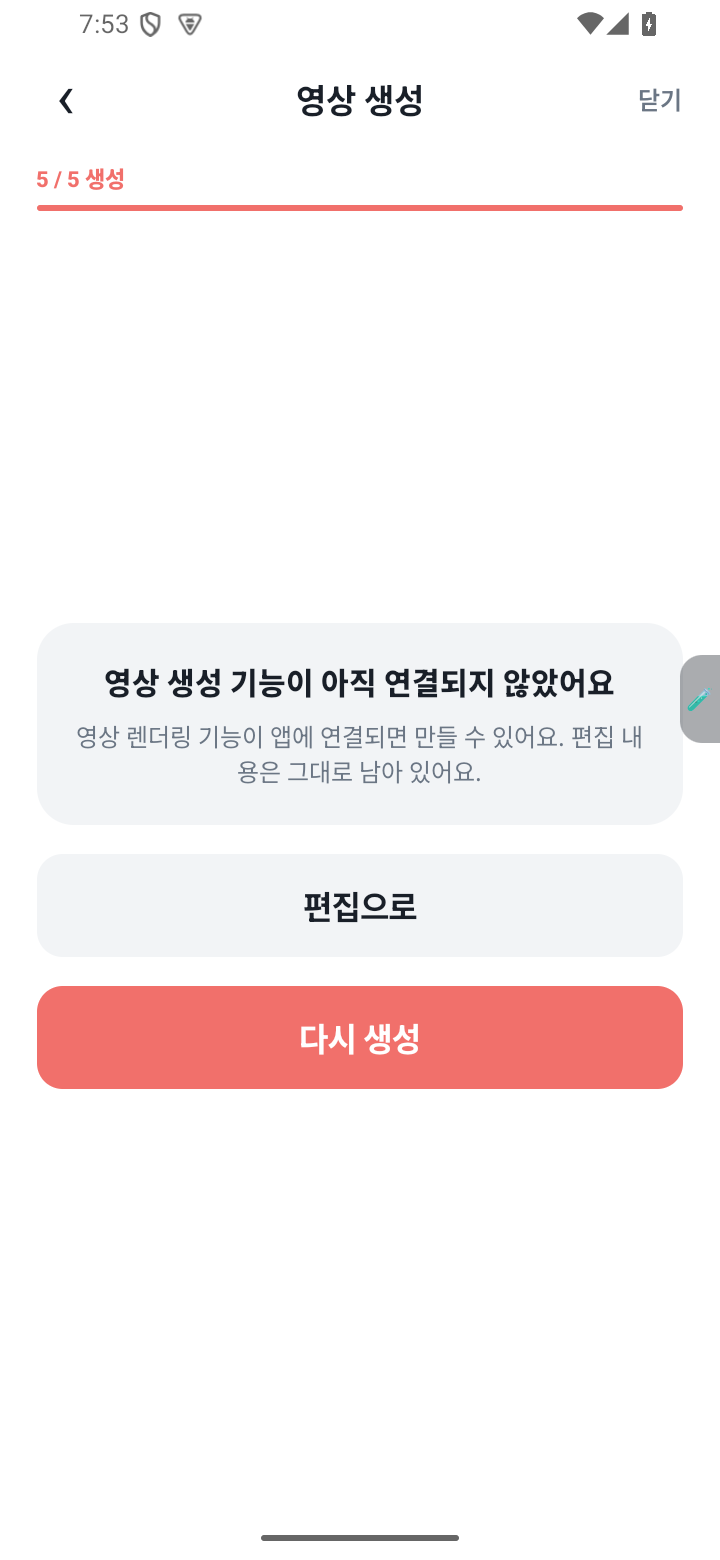 7:53
영상 생성
닫기
5 / 5 생성
영상 생성 기능이 아직 연결되지 않았어요
영상 렌더링 기능이 앱에 연결되면 만들 수 있어요. 편집 내
용은 그대로 남아 있어요.
편집으로
다시 생성